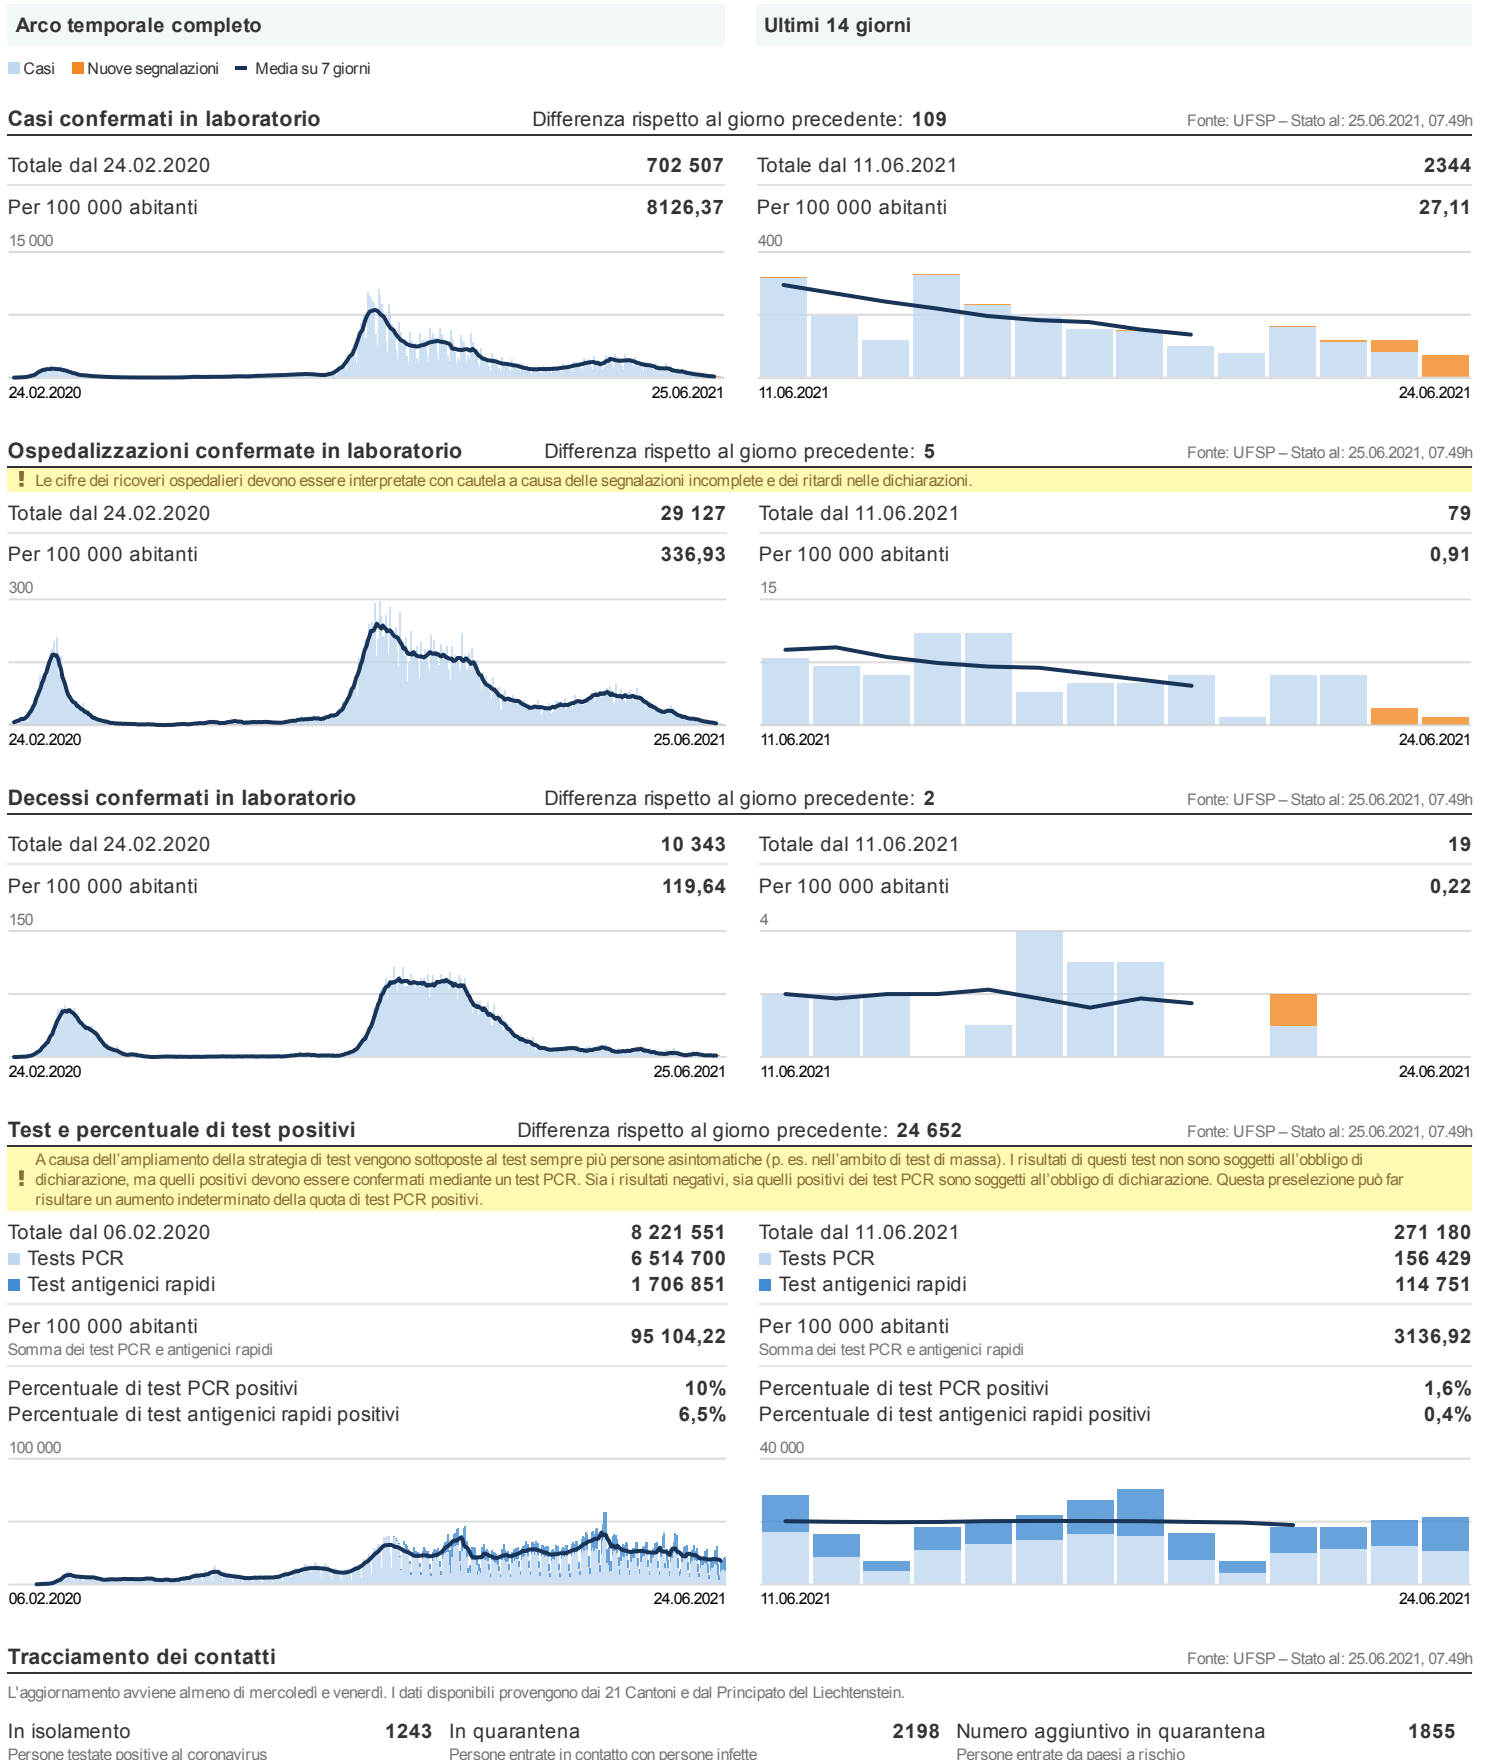 Arco temporale completo
Ultimi 14 giorni
Casi Nuove segnalazioni Media su 7 giorni
Casi confermati in laboratorio Differenza rispetto al giorno precedente: 109 Fonte: UFSP – Stato al: 25.06.2021, 07.49h
Totale dal 24.02.2020 702 507
Per 100 000 abitanti 8126,37
15 000
24.02.2020 25.06.2021
Totale dal 11.06.2021 2344
Per 100 000 abitanti 27,11
400
11.06.2021 24.06.2021
Ospedalizzazioni confermate in laboratorio Differenza rispetto al giorno precedente: 5 Fonte: UFSP – Stato al: 25.06.2021, 07.49h
! Le cifre dei ricoveri ospedalieri devono essere interpretate con cautela a causa delle segnalazioni incomplete e dei ritardi nelle dichiarazioni.
Totale dal 24.02.2020 29 127
Per 100 000 abitanti 336,93
300
24.02.2020 25.06.2021
Totale dal 11.06.2021 79
Per 100 000 abitanti 0,91
15
11.06.2021 24.06.2021
Decessi confermati in laboratorio Differenza rispetto al giorno precedente: 2 Fonte: UFSP – Stato al: 25.06.2021, 07.49h
Totale dal 24.02.2020 10 343
Per 100 000 abitanti 119,64
150
24.02.2020 25.06.2021
Totale dal 11.06.2021 19
Per 100 000 abitanti 0,22
4
11.06.2021 24.06.2021
Test e percentuale di test positivi Differenza rispetto al giorno precedente: 24 652 Fonte: UFSP – Stato al: 25.06.2021, 07.49h
A causa dell'ampliamento della strategia di test vengono sottoposte al test sempre più persone asintomatiche (p. es. nell'ambito di test di massa). I risultati di questi test non sono soggetti all'obbligo di
! dichiarazione, ma quelli positivi devono essere confermati mediante un test PCR. Sia i risultati negativi, sia quelli positivi dei test PCR sono soggetti all'obbligo di dichiarazione. Questa preselezione può far
risultare un aumento indeterminato della quota di test PCR positivi.
Totale dal 06.02.2020 8 221 551
Tests PCR 6 514 700
Test antigenici rapidi 1 706 851
Per 100 000 abitanti 95 104,22
Somma dei test PCR e antigenici rapidi
Percentuale di test PCR positivi 10%
Percentuale di test antigenici rapidi positivi 6,5%
100 000
06.02.2020 24.06.2021
Totale dal 11.06.2021 271 180
Tests PCR 156 429
Test antigenici rapidi 114 751
Per 100 000 abitanti 3136,92
Somma dei test PCR e antigenici rapidi
Percentuale di test PCR positivi 1,6%
Percentuale di test antigenici rapidi positivi 0,4%
40 000
11.06.2021 24.06.2021
Tracciamento dei contatti Fonte: UFSP – Stato al: 25.06.2021, 07.49h
L'aggiornamento avviene almeno di mercoledì e venerdì. I dati disponibili provengono dai 21 Cantoni e dal Principato del Liechtenstein.
In isolamento 1243
Persone testate positive al coronavirus
In quarantena 2198
Persone entrate in contatto con persone infette
Numero aggiuntivo in quarantena 1855
Persone entrate da paesi a rischio